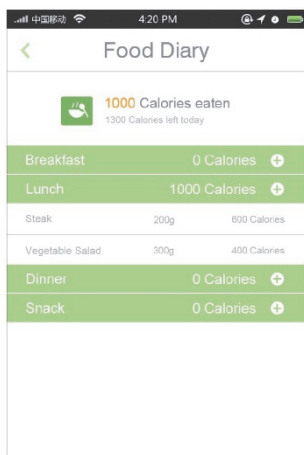 中国移动 4:20 PM
Food Diary
1000 Calories eaten
1300 Calories left today
Breakfast 0 Calories
Lunch 1000 Calories
Steak 200g 600 Calories
Vegetable Salad 300g 400 Calories
Dinner 0 Calories
Snack 0 Calories